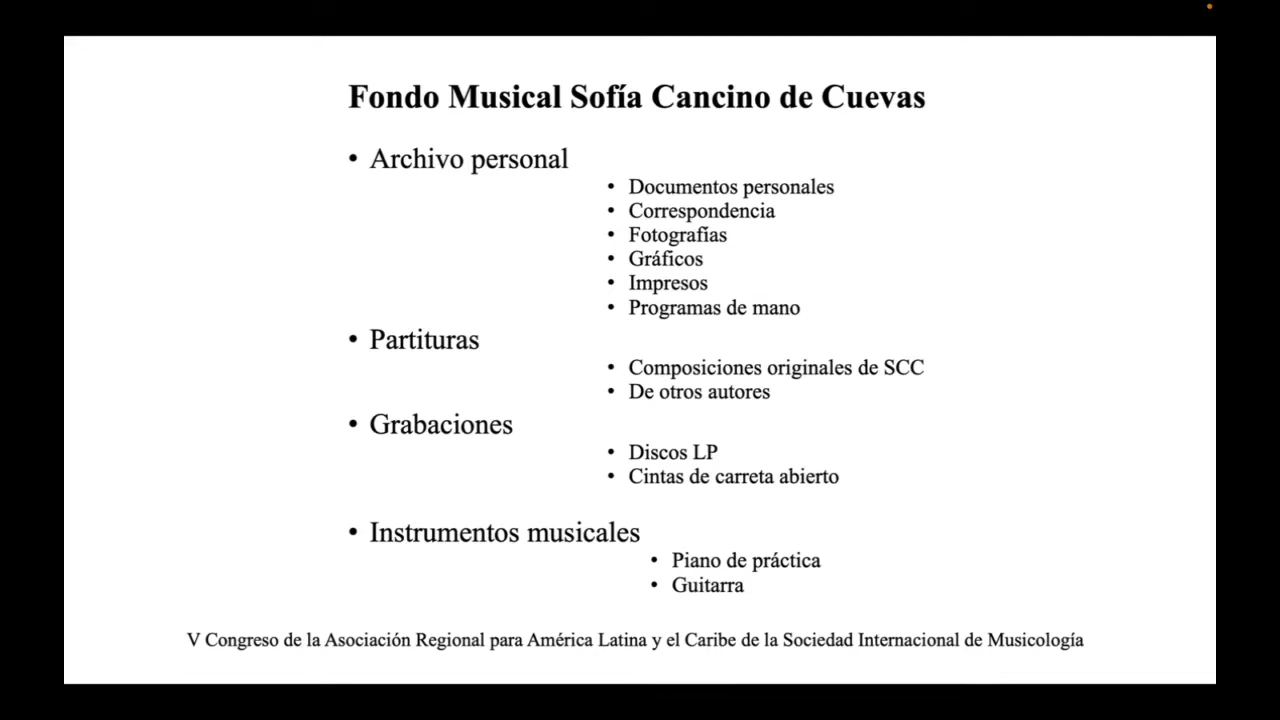 Fondo Musical Sofía Cancino de Cuevas
• Archivo personal
• Documentos personales
• Correspondencia
• Fotografías
• Gráficos
• Impresos
• Programas de mano
• Partituras
• Composiciones originales de SCC
• De otros autores
• Grabaciones
• Discos LP
• Cintas de carreta abierto
• Instrumentos musicales
• Piano de práctica
• Guitarra
V Congreso de la Asociación Regional para América Latina y el Caribe de la Sociedad Internacional de Musicología